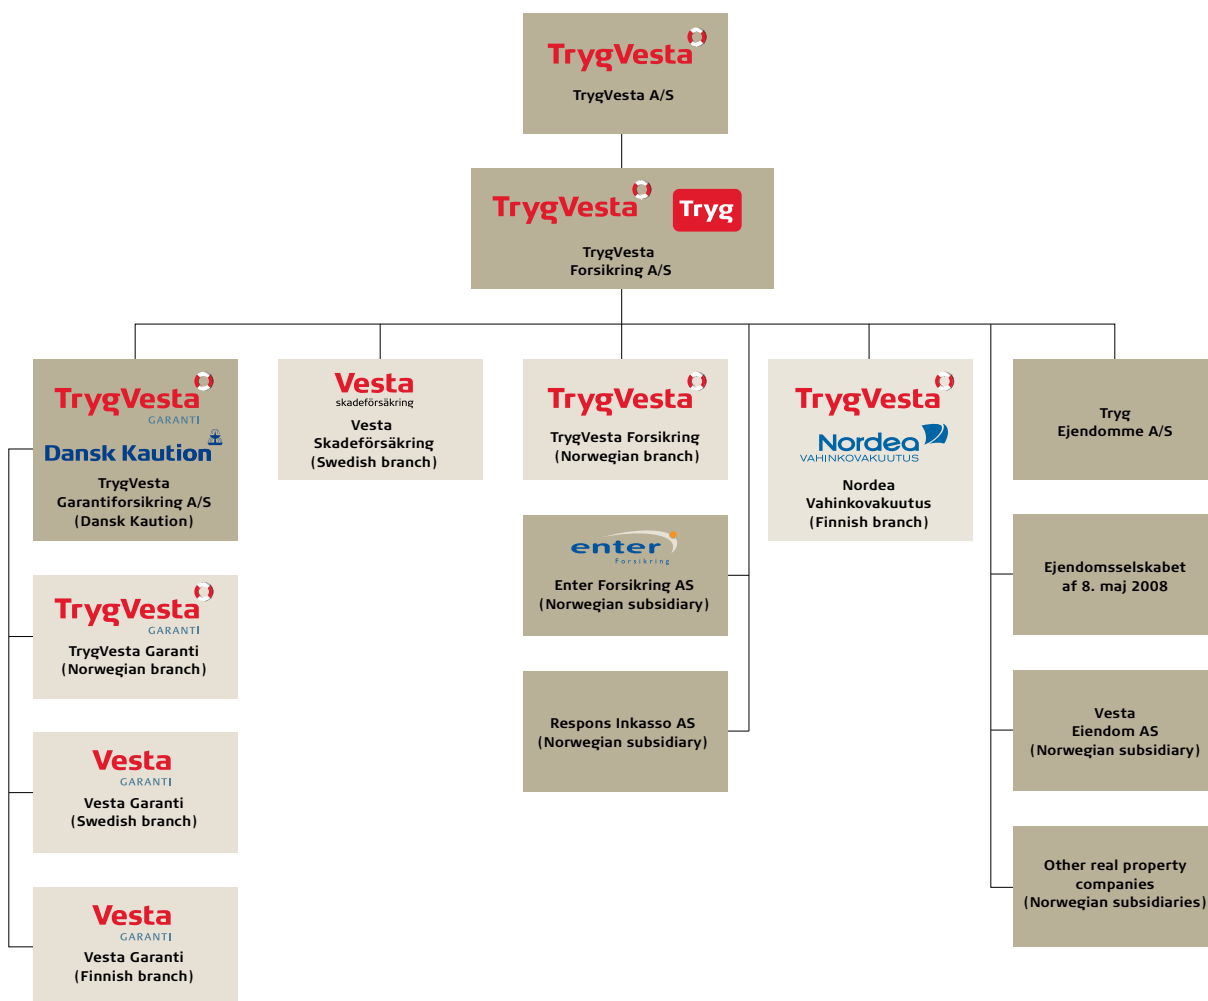 TrygVesta
TrygVesta A/S
TrygVesta
Tryg
TrygVesta
Forsikring A/S
TrygVesta
GARANTI
Dansk Kaution
TrygVesta
Garantiforsikring A/S
(Dansk Kaution)
Vesta
skadeförsäkring
Vesta
Skadeförsäkring
(Swedish branch)
TrygVesta
TrygVesta Forsikring
(Norwegian branch)
TrygVesta
Nordea
VAHINKOVAKUUTUS
Nordea
Vahinkovakuutus
(Finnish branch)
Tryg
Ejendomme A/S
enter
Forsikring
Enter Forsikring AS
(Norwegian subsidiary)
Ejendomsselskabet
af 8. maj 2008
TrygVesta
GARANTI
TrygVesta Garanti
(Norwegian branch)
Respons Inkasso AS
(Norwegian subsidiary)
Vesta
Eiendom AS
(Norwegian subsidiary)
Vesta
GARANTI
Vesta Garanti
(Swedish branch)
Other real property
companies
(Norwegian subsidiaries)
Vesta
GARANTI
Vesta Garanti
(Finnish branch)